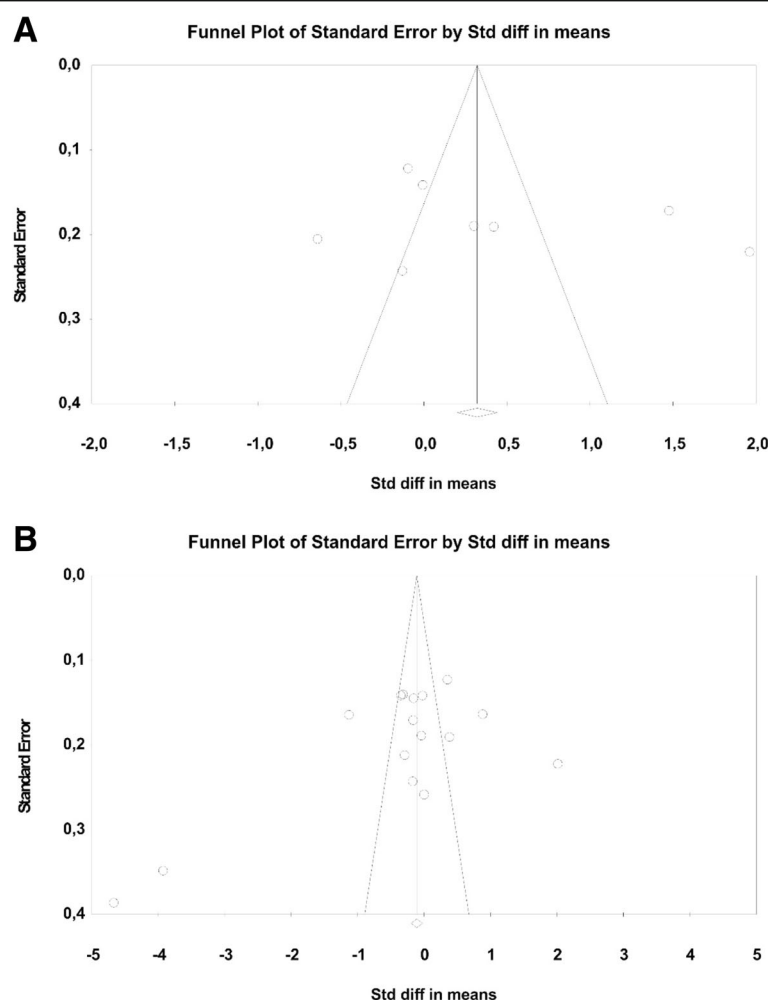 A
Funnel Plot of Standard Error by Std diff in means
0,0
0,1
0,2
0,3
0,4
Standard Error
-2,0 -1,5 -1,0 -0,5 0,0 0,5 1,0 1,5 2,0
Std diff in means
B
Funnel Plot of Standard Error by Std diff in means
0,0
0,1
0,2
0,3
0,4
Standard Error
-5 -4 -3 -2 -1 0 1 2 3 4 5
Std diff in means